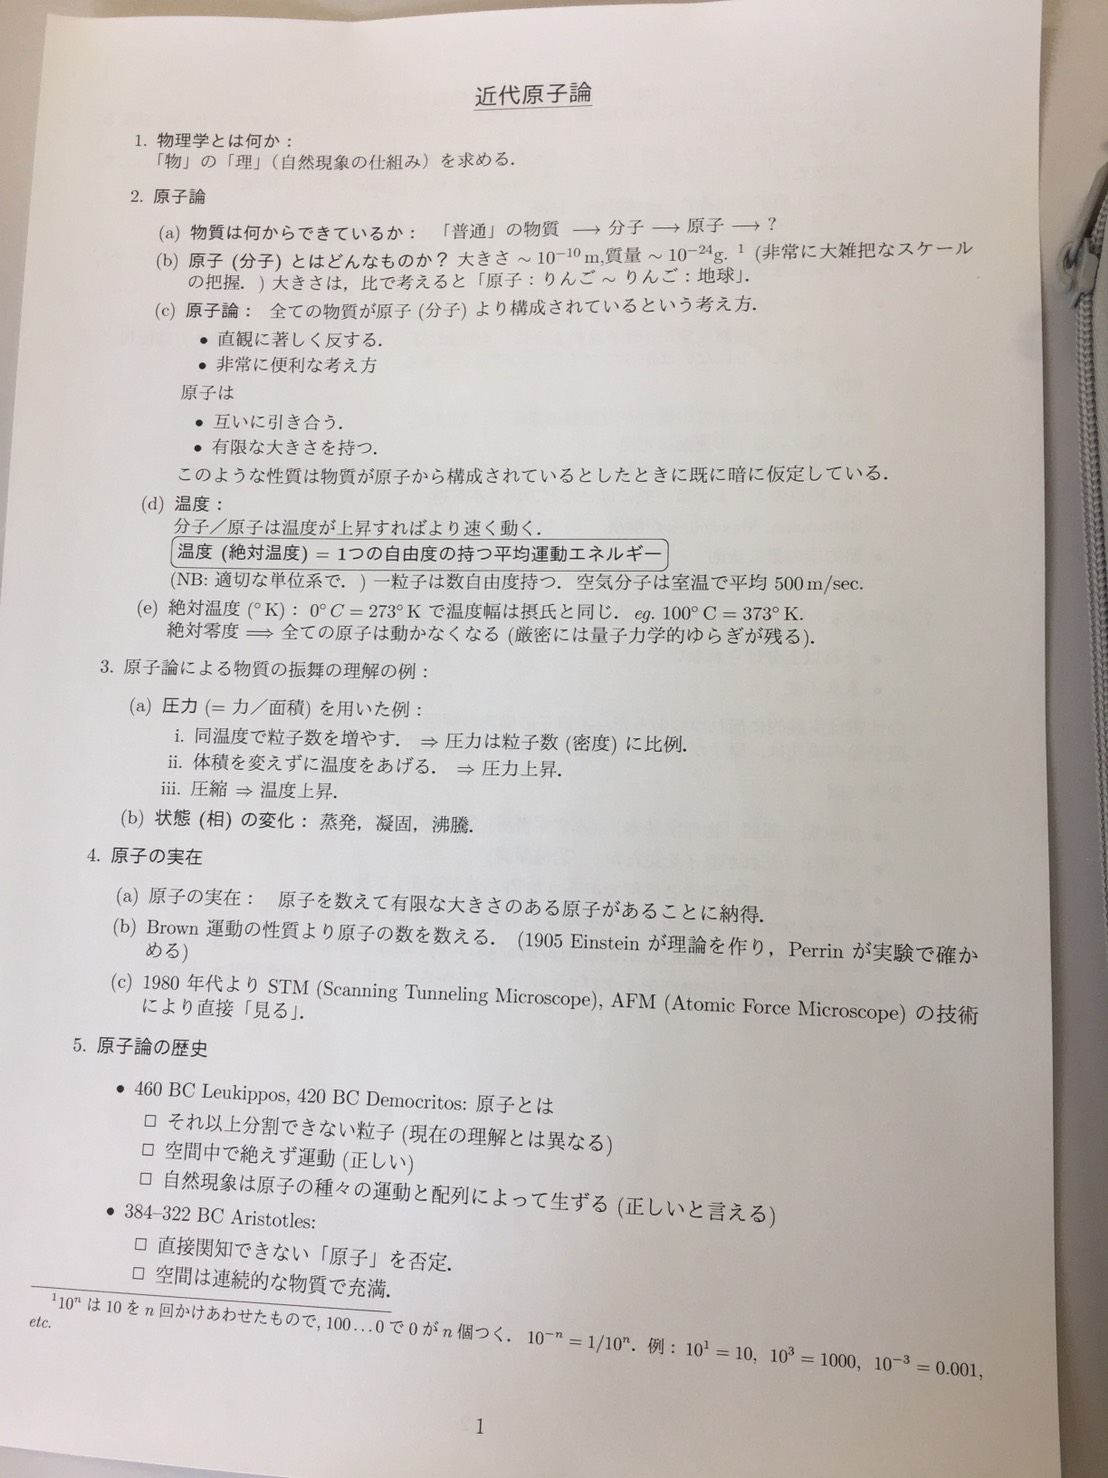 近代原子論
1. 物理学とは何か：
「物」の「理」（自然現象の仕組み）を求める．
2. 原子論
(a) 物質は何からできているか： 「普通」の物質 ⟶ 分子 ⟶ 原子 ⟶ ?
(b) 原子 (分子) とはどんなものか？ 大きさ ∼ 10⁻¹⁰ m,質量 ∼ 10⁻²⁴g. ¹ (非常に大雑把なスケール
の把握．) 大きさは，比で考えると「原子：りんご ∼ りんご：地球」．
(c) 原子論： 全ての物質が原子 (分子) より構成されているという考え方．
• 直観に著しく反する．
• 非常に便利な考え方
原子は
• 互いに引き合う．
• 有限な大きさを持つ．
このような性質は物質が原子から構成されているとしたときに既に暗に仮定している．
(d) 温度：
分子／原子は温度が上昇すればより速く動く．
温度 (絶対温度) = 1つの自由度の持つ平均運動エネルギー
(NB: 適切な単位系で．) 一粒子は数自由度持つ． 空気分子は室温で平均 500 m/sec.
(e) 絶対温度 (°K)： 0°C = 273°K で温度幅は摂氏と同じ． eg. 100°C = 373°K.
絶対零度 ⟹ 全ての原子は動かなくなる (厳密には量子力学的ゆらぎが残る)．
3. 原子論による物質の振舞の理解の例：
(a) 圧力 (= 力／面積) を用いた例：
i. 同温度で粒子数を増やす． ⇒ 圧力は粒子数 (密度) に比例．
ii. 体積を変えずに温度をあげる． ⇒ 圧力上昇．
iii. 圧縮 ⇒ 温度上昇．
(b) 状態 (相) の変化： 蒸発，凝固，沸騰．
4. 原子の実在
(a) 原子の実在： 原子を数えて有限な大きさのある原子があることに納得．
(b) Brown 運動の性質より原子の数を数える． (1905 Einstein が理論を作り，Perrin が実験で確か
める)
(c) 1980 年代より STM (Scanning Tunneling Microscope), AFM (Atomic Force Microscope) の技術
により直接「見る」．
5. 原子論の歴史
• 460 BC Leukippos, 420 BC Democritos: 原子とは
□ それ以上分割できない粒子 (現在の理解とは異なる)
□ 空間中で絶えず運動 (正しい)
□ 自然現象は原子の種々の運動と配列によって生ずる (正しいと言える)
• 384–322 BC Aristotles:
□ 直接関知できない「原子」を否定．
□ 空間は連続的な物質で充満．
¹10ⁿ は 10 を n 回かけあわせたもので, 100…0 で 0 が n 個つく． 10⁻ⁿ = 1/10ⁿ．例：10¹ = 10, 10³ = 1000, 10⁻³ = 0.001,
etc.
1